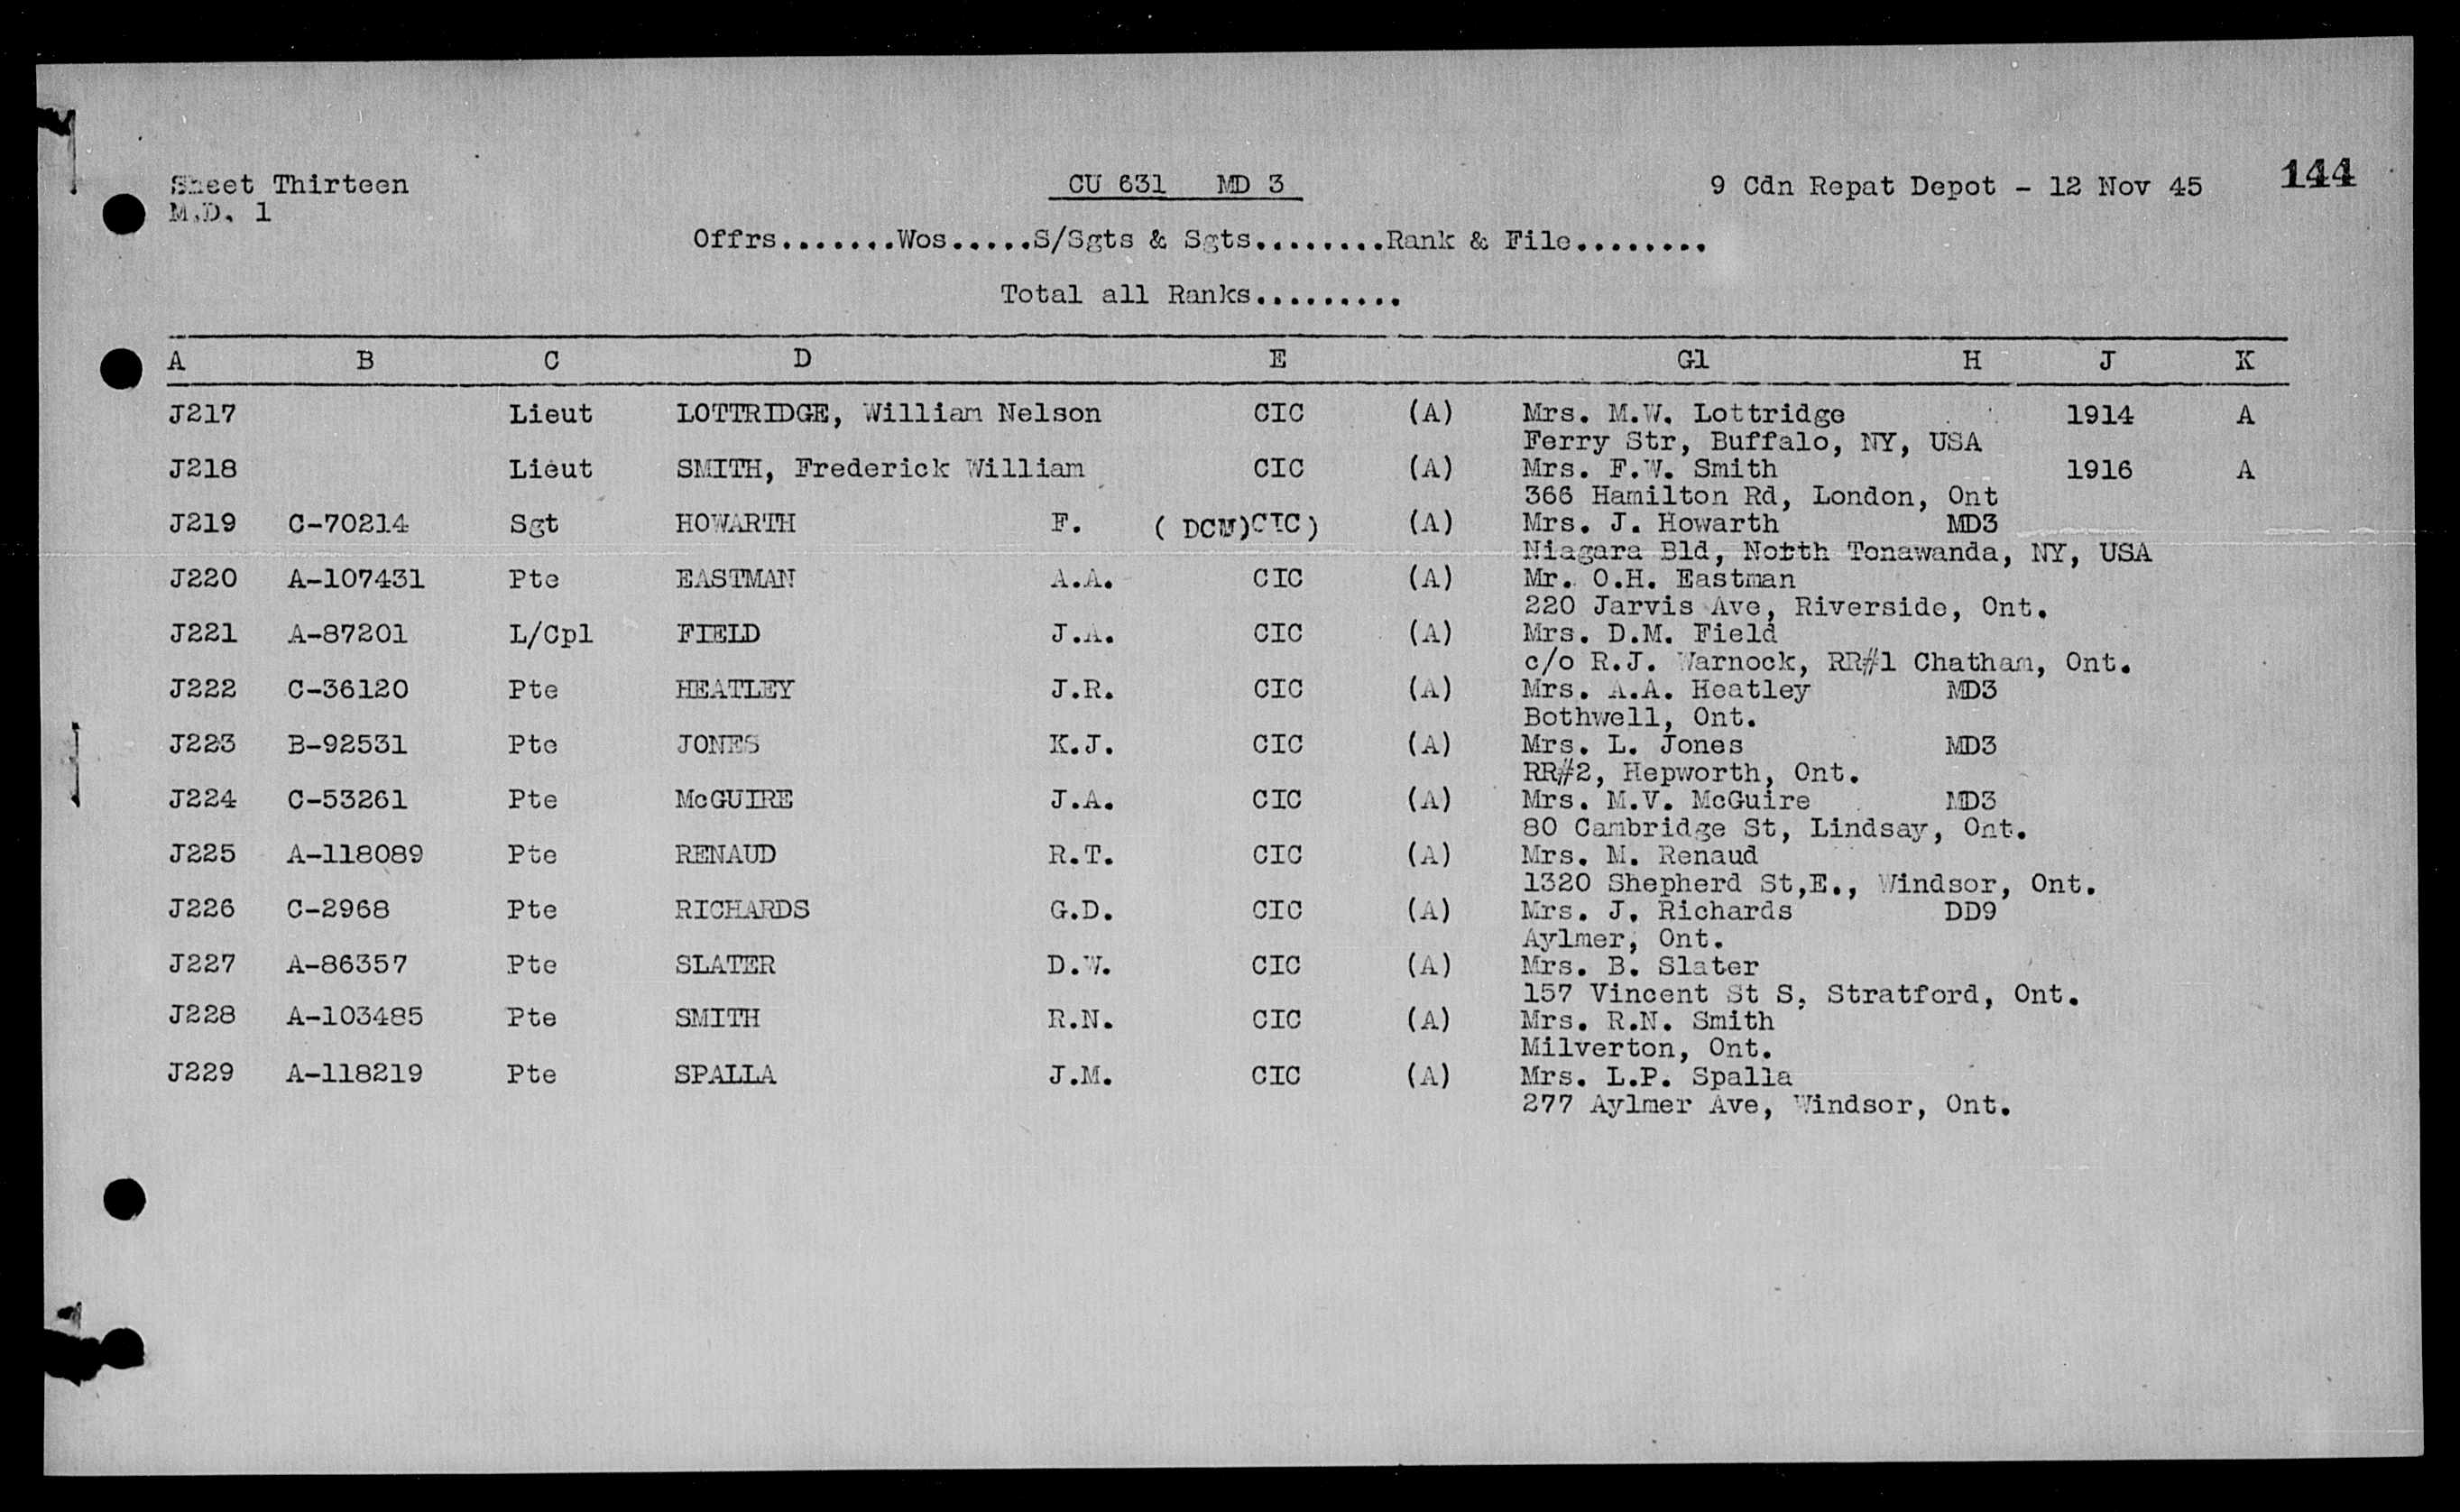 Sheet Thirteen CU 631 MD 3 9 Cdn Repat Depot - 12 Nov 45 144
M.D. 1
Offrs.......Wos.....S/Sgts & Sgts........Rank & File........
Total all Ranks.........
A B C D E G1 H J K
J217 Lieut LOTTRIDGE, William Nelson CIC (A) Mrs. M.W. Lottridge 1914 A
Ferry Str, Buffalo, NY, USA
J218 Lieut SMITH, Frederick William CIC (A) Mrs. F.W. Smith 1916 A
366 Hamilton Rd, London, Ont
J219 C-70214 Sgt HOWARTH F. ( DCM)CIC) (A) Mrs. J. Howarth MD3
Niagara Bld, Notth Tonawanda, NY, USA
J220 A-107431 Pte EASTMAN A.A. CIC (A) Mr. O.H. Eastman
220 Jarvis Ave, Riverside, Ont.
J221 A-87201 L/Cpl FIELD J.A. CIC (A) Mrs. D.M. Field
c/o R.J. Warnock, RR#1 Chatham, Ont.
J222 C-36120 Pte HEATLEY J.R. CIC (A) Mrs. A.A. Heatley MD3
Bothwell, Ont.
J223 B-92531 Pte JONES K.J. CIC (A) Mrs. L. Jones MD3
RR#2, Hepworth, Ont.
J224 C-53261 Pte McGUIRE J.A. CIC (A) Mrs. M.V. McGuire MD3
80 Cambridge St, Lindsay, Ont.
J225 A-118089 Pte RENAUD R.T. CIC (A) Mrs. M. Renaud
1320 Shepherd St,E., Windsor, Ont.
J226 C-2968 Pte RICHARDS G.D. CIC (A) Mrs. J. Richards DD9
Aylmer, Ont.
J227 A-86357 Pte SLATER D.W. CIC (A) Mrs. B. Slater
157 Vincent St S, Stratford, Ont.
J228 A-103485 Pte SMITH R.N. CIC (A) Mrs. R.N. Smith
Milverton, Ont.
J229 A-118219 Pte SPALLA J.M. CIC (A) Mrs. L.P. Spalla
277 Aylmer Ave, Windsor, Ont.